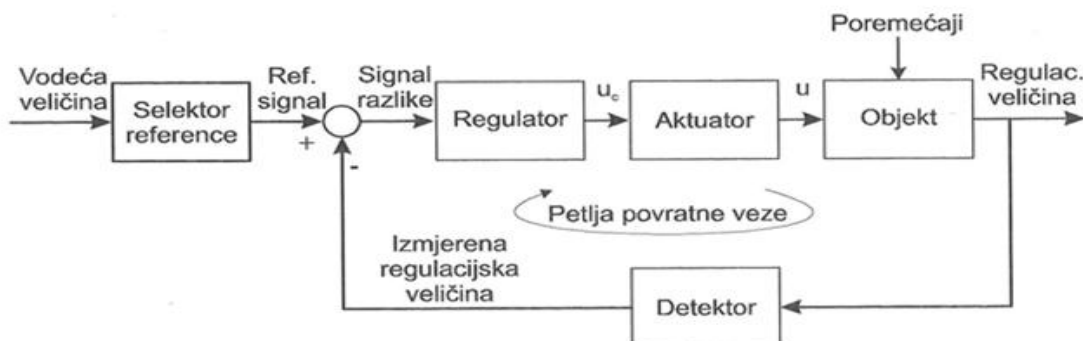 Poremećaji
Vodeća
veličina
Selektor
reference
Ref.
signal
+
-
Signal
razlike
Regulator
u_c
Aktuator
u
Objekt
Regulac.
veličina
Petlja povratne veze
Izmjerena
regulacijska
veličina
Detektor